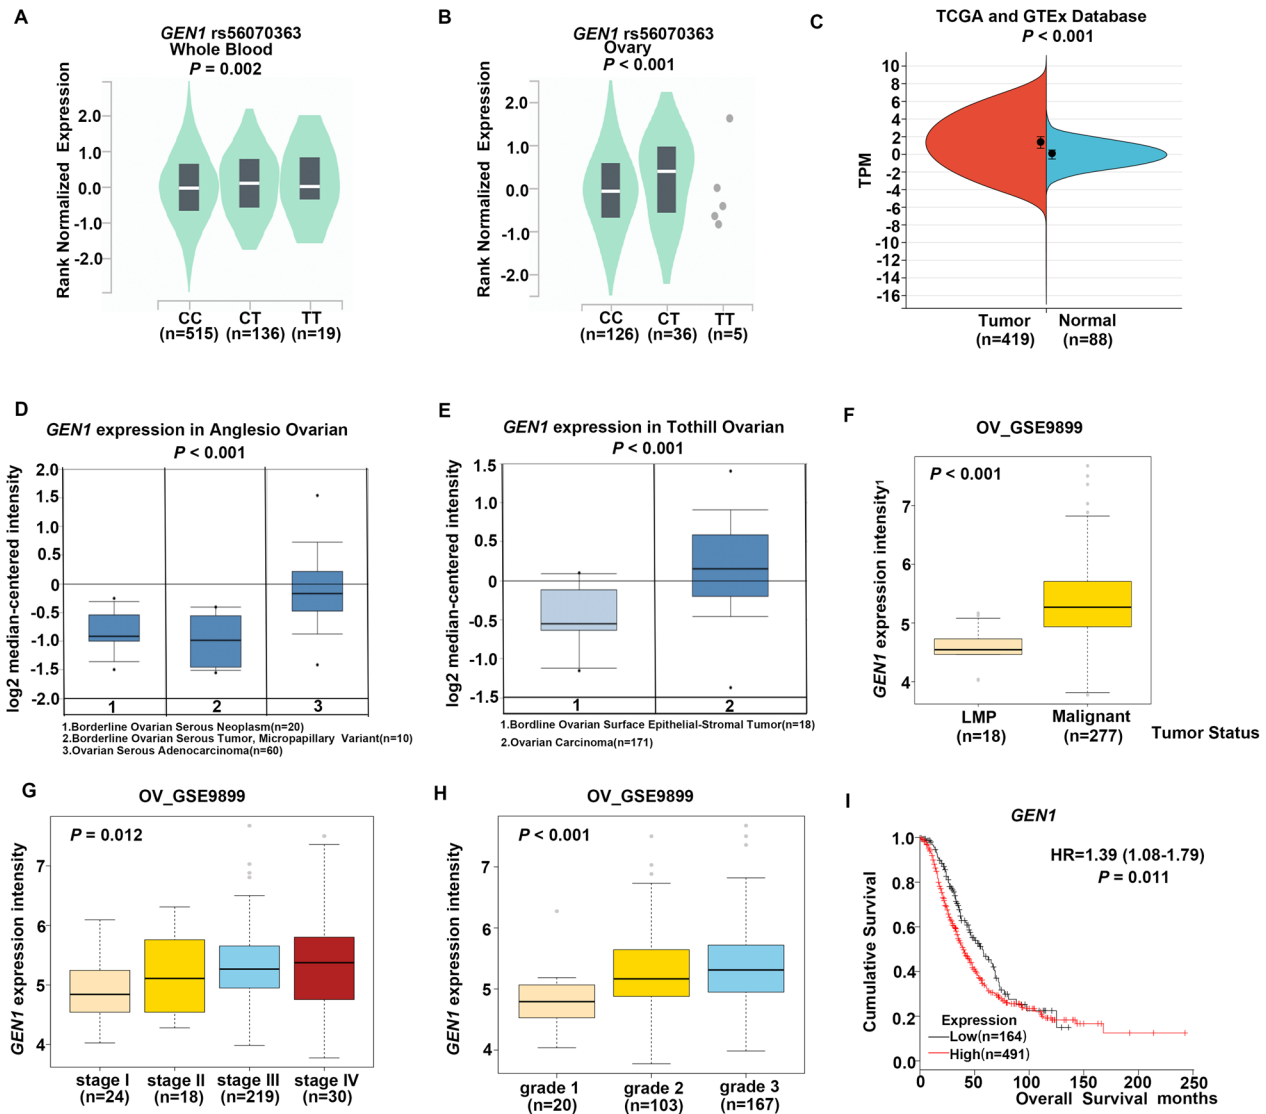 A
GEN1 rs56070363
Whole Blood
P = 0.002
Rank Normalized Expression
2.0
1.0
0.0
-1.0
-2.0
CC CT TT
(n=515) (n=136) (n=19)
B
GEN1 rs56070363
Ovary
P < 0.001
Rank Normalized Expression
2.0
1.0
0.0
-1.0
-2.0
CC CT TT
(n=126) (n=36) (n=5)
C
TCGA and GTEx Database
P < 0.001
TPM
10
8
6
4
2
0
-2
-4
-6
-8
-10
-12
-14
-16
Tumor Normal
(n=419) (n=88)
D
GEN1 expression in Anglesio Ovarian
P < 0.001
log2 median-centered intensity
2.0
1.5
1.0
0.5
0
-0.5
-1.0
-1.5
-2.0
1 2 3
1.Borderline Ovarian Serous Neoplasm(n=20)
2.Borderline Ovarian Serous Tumor, Micropapillary Variant(n=10)
3.Ovarian Serous Adenocarcinoma(n=60)
E
GEN1 expression in Tothill Ovarian
P < 0.001
log2 median-centered intensity
1.5
1.0
0.5
0
-0.5
-1.0
-1.5
1 2
1.Bordline Ovarian Surface Epithelial-Stromal Tumor(n=18)
2.Ovarian Carcinoma(n=171)
F
OV_GSE9899
P < 0.001
GEN1 expression intensity1
7
6
5
4
LMP Malignant
(n=18) (n=277) Tumor Status
G
OV_GSE9899
P = 0.012
GEN1 expression intensity
7
6
5
4
stage I stage II stage III stage IV
(n=24) (n=18) (n=219) (n=30)
H
OV_GSE9899
P < 0.001
GEN1 expression intensity
7
6
5
4
grade 1 grade 2 grade 3
(n=20) (n=103) (n=167)
I
GEN1
HR=1.39 (1.08-1.79)
P = 0.011
Cumulative Survival
1.0
0.8
0.6
0.4
0.2
0.0
Expression
Low(n=164)
High(n=491)
0 50 100 150 200 250
Overall Survival months